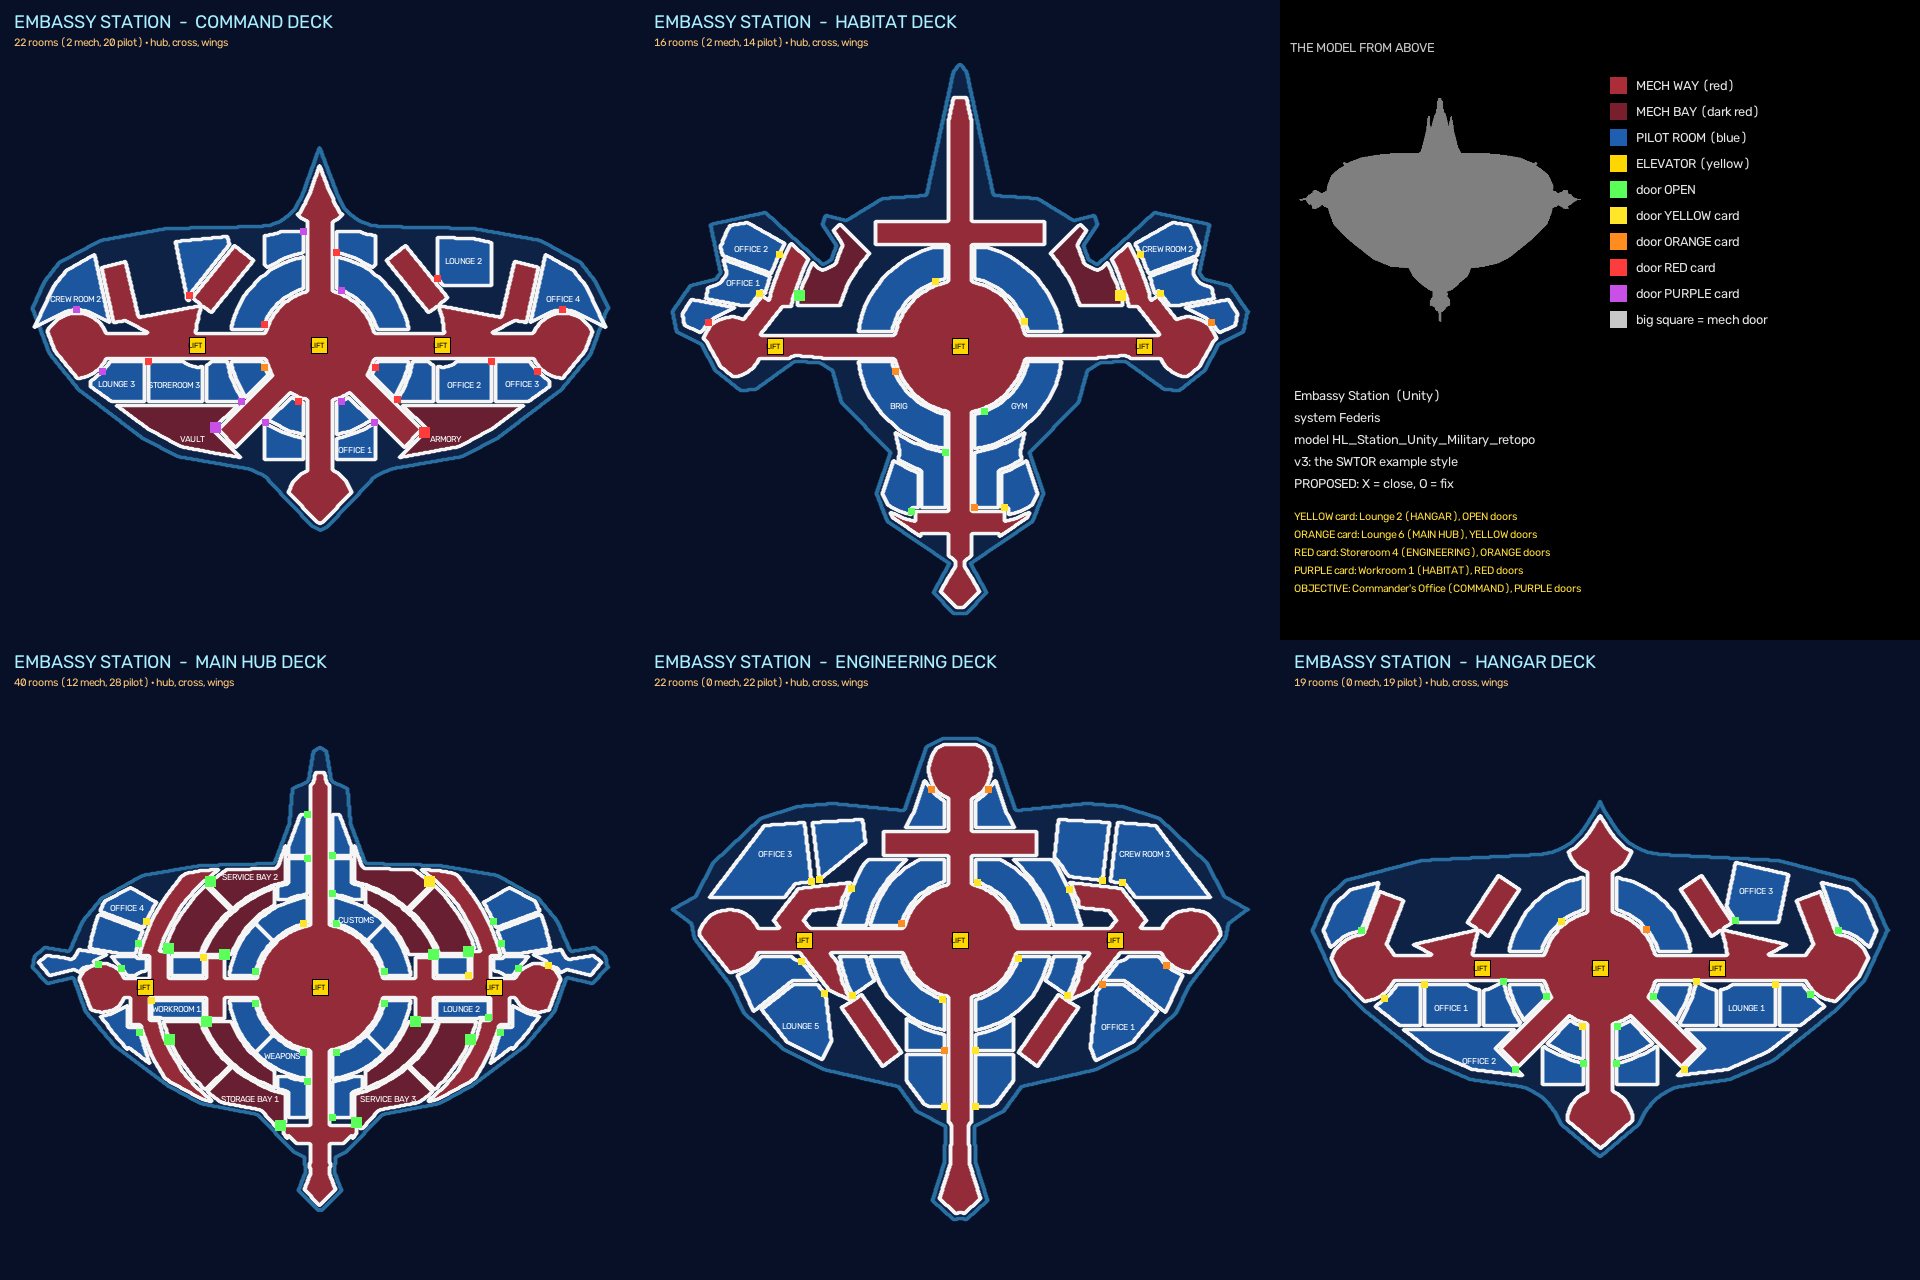 EMBASSY STATION - COMMAND DECK
22 rooms (2 mech, 20 pilot) • hub, cross, wings
LOUNGE 2
CREW ROOM 2
OFFICE 4
LIFT
LIFT
LIFT
LOUNGE 3
STOREROOM 3
OFFICE 2
OFFICE 3
VAULT
ARMORY
OFFICE 1
EMBASSY STATION - HABITAT DECK
16 rooms (2 mech, 14 pilot) • hub, cross, wings
OFFICE 2
CREW ROOM 2
OFFICE 1
LIFT
LIFT
LIFT
BRIG
GYM
THE MODEL FROM ABOVE
MECH WAY (red)
MECH BAY (dark red)
PILOT ROOM (blue)
ELEVATOR (yellow)
door OPEN
door YELLOW card
door ORANGE card
door RED card
door PURPLE card
big square = mech door
Embassy Station (Unity)
system Federis
model HL_Station_Unity_Military_retopo
v3: the SWTOR example style
PROPOSED: X = close, O = fix
YELLOW card: Lounge 2 (HANGAR), OPEN doors
ORANGE card: Lounge 6 (MAIN HUB), YELLOW doors
RED card: Storeroom 4 (ENGINEERING), ORANGE doors
PURPLE card: Workroom 1 (HABITAT), RED doors
OBJECTIVE: Commander's Office (COMMAND), PURPLE doors
EMBASSY STATION - MAIN HUB DECK
40 rooms (12 mech, 28 pilot) • hub, cross, wings
SERVICE BAY 2
OFFICE 4
CUSTOMS
LIFT
LIFT
LIFT
WORKROOM 1
LOUNGE 2
WEAPONS
STORAGE BAY 1
SERVICE BAY 3
EMBASSY STATION - ENGINEERING DECK
22 rooms (0 mech, 22 pilot) • hub, cross, wings
OFFICE 3
CREW ROOM 3
LIFT
LIFT
LIFT
LOUNGE 5
OFFICE 1
EMBASSY STATION - HANGAR DECK
19 rooms (0 mech, 19 pilot) • hub, cross, wings
OFFICE 3
LIFT
LIFT
LIFT
OFFICE 1
LOUNGE 1
OFFICE 2